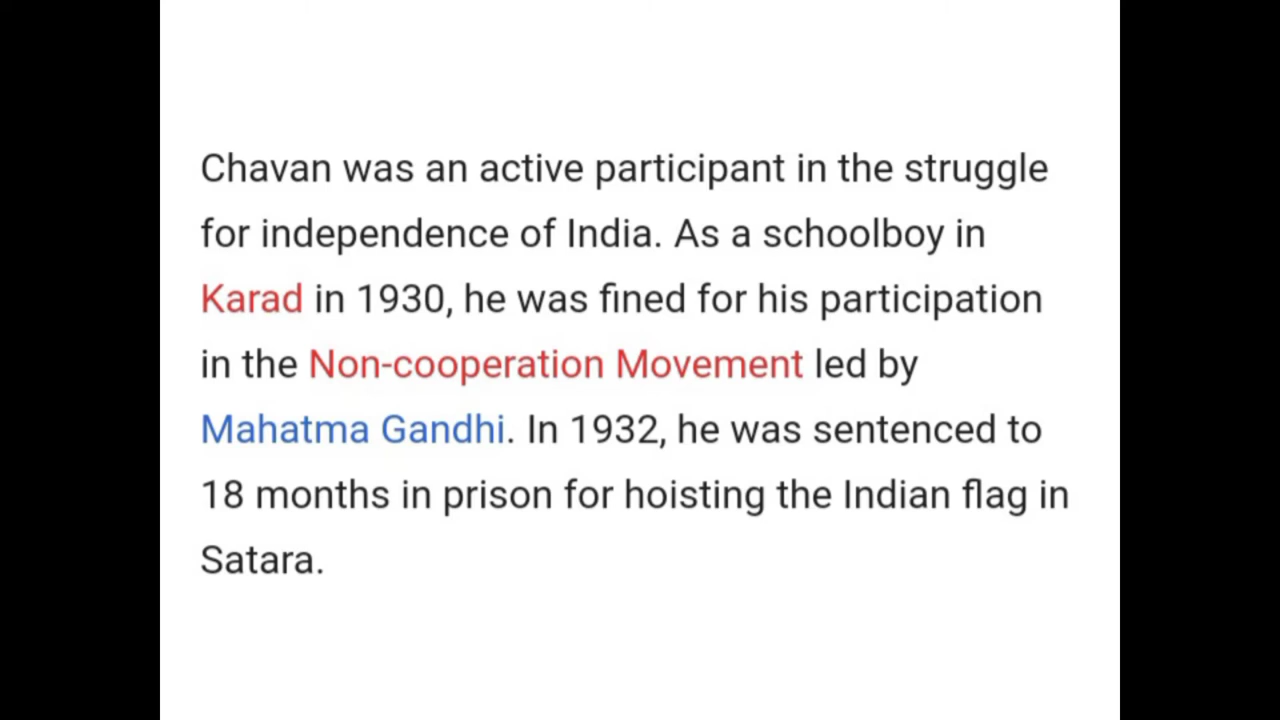 Chavan was an active participant in the struggle
for independence of India. As a schoolboy in
Karad in 1930, he was fined for his participation
in the Non-cooperation Movement led by
Mahatma Gandhi. In 1932, he was sentenced to
18 months in prison for hoisting the Indian flag in
Satara.